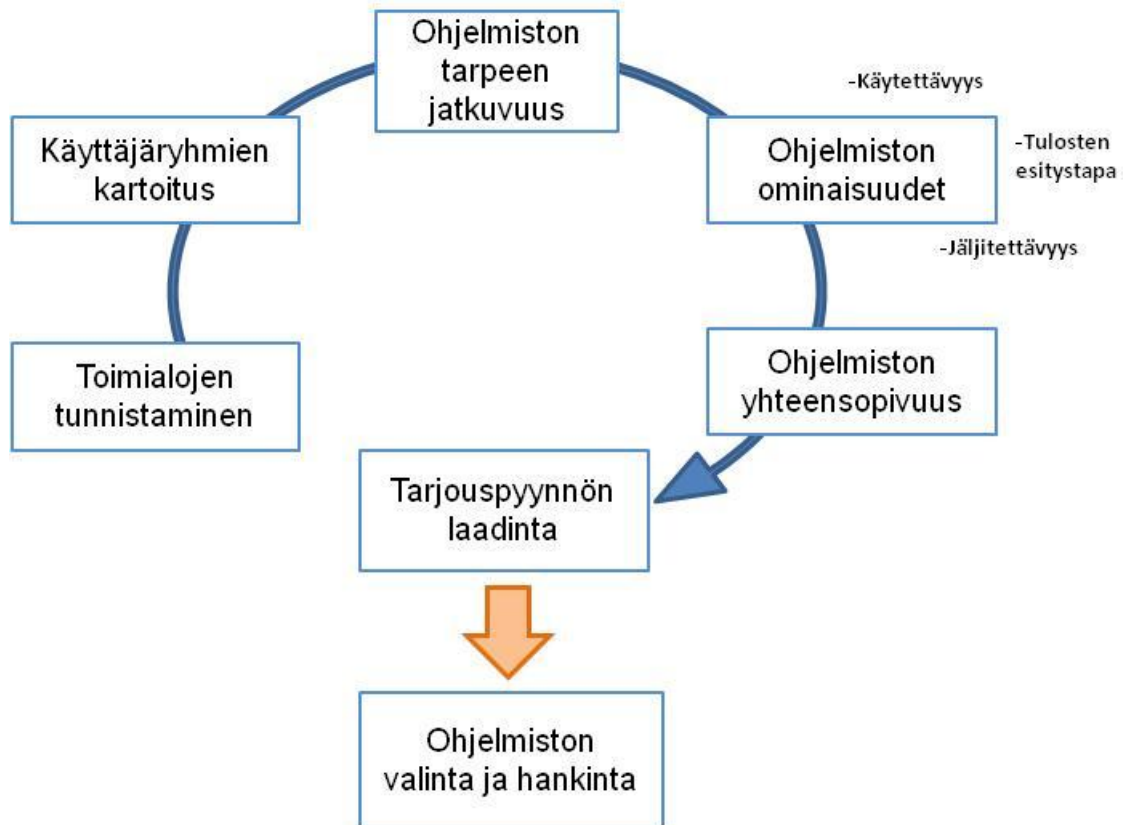 Ohjelmiston
tarpeen
jatkuvuus
-Käytettävyys
Käyttäjäryhmien
kartoitus
Ohjelmiston
ominaisuudet
-Tulosten
esitystapa
-Jäljitettävyys
Toimialojen
tunnistaminen
Ohjelmiston
yhteensopivuus
Tarjouspyynnön
laadinta
Ohjelmiston
valinta ja hankinta